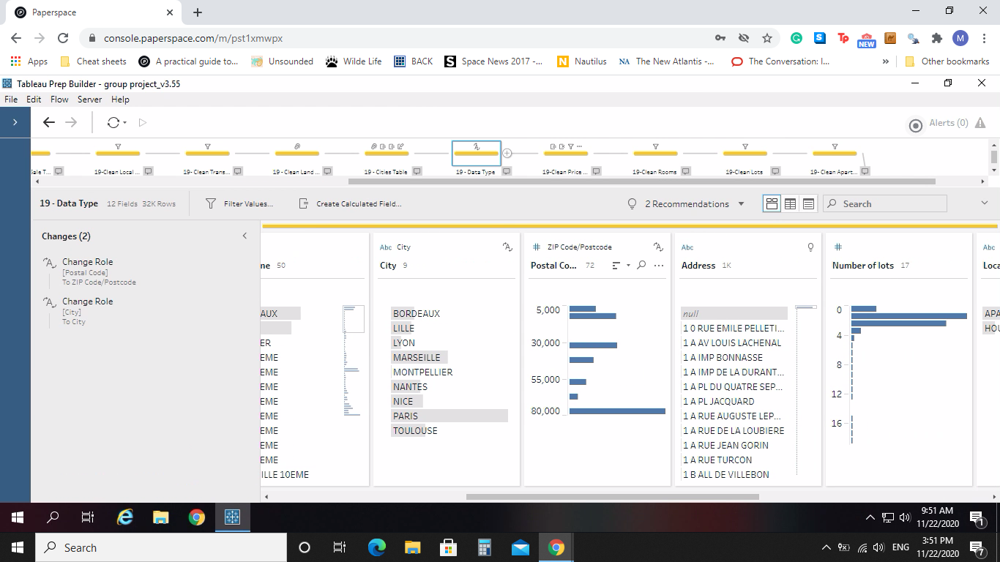 Paperspace
console.paperspace.com/m/pst1xmwpx
NEW
M
Apps
Cheat sheets
A practical guide to...
Unsounded
Wilde Life
BACK
Space News 2017 -...
Nautilus
NA The New Atlantis -...
The Conversation: I...
»
Other bookmarks
Tableau Prep Builder - group project_v3.55
File Edit Flow Server Help
Alerts (0)
Sale T...
19-Clean Local ...
19- Clean Trans...
19 - Clean Land ...
19 - Cities Table
19 - Data Type
19-Clean Price ...
19-Clean Rooms
19-Clean Lots
19- Clean Apart...
19 - Data Type 12 Fields 32K Rows
Filter Values...
Create Calculated Field...
2 Recommendations
Search
Changes (2)
Change Role
[Postal Code]
To ZIP Code/Postcode
Change Role
[City]
To City
ne 50
AUX
ER
EME
EME
EME
EME
EME
EME
EME
EME
ILLE 10EME
Abc City
City 9
BORDEAUX
LILLE
LYON
MARSEILLE
MONTPELLIER
NANTES
NICE
PARIS
TOULOUSE
# ZIP Code/Postcode
Postal Co... 72
5,000
30,000
55,000
80,000
Abc
Address 1K
null
1 0 RUE EMILE PELLETI...
1 A AV LOUIS LACHENAL
1 A IMP BONNASSE
1 A IMP DE LA DURANT...
1 A PL DU QUATRE SEP...
1 A PL JACQUARD
1 A RUE AUGUSTE LEP...
1 A RUE DE LA LOUBIERE
1 A RUE JEAN GORIN
1 A RUE TURCON
1 B ALL DE VILLEBON
#
Number of lots 17
0
4
8
12
16
Abc
Loca
APA
HOU
9:51 AM
11/22/2020
1
Search
ENG
3:51 PM
11/22/2020
7